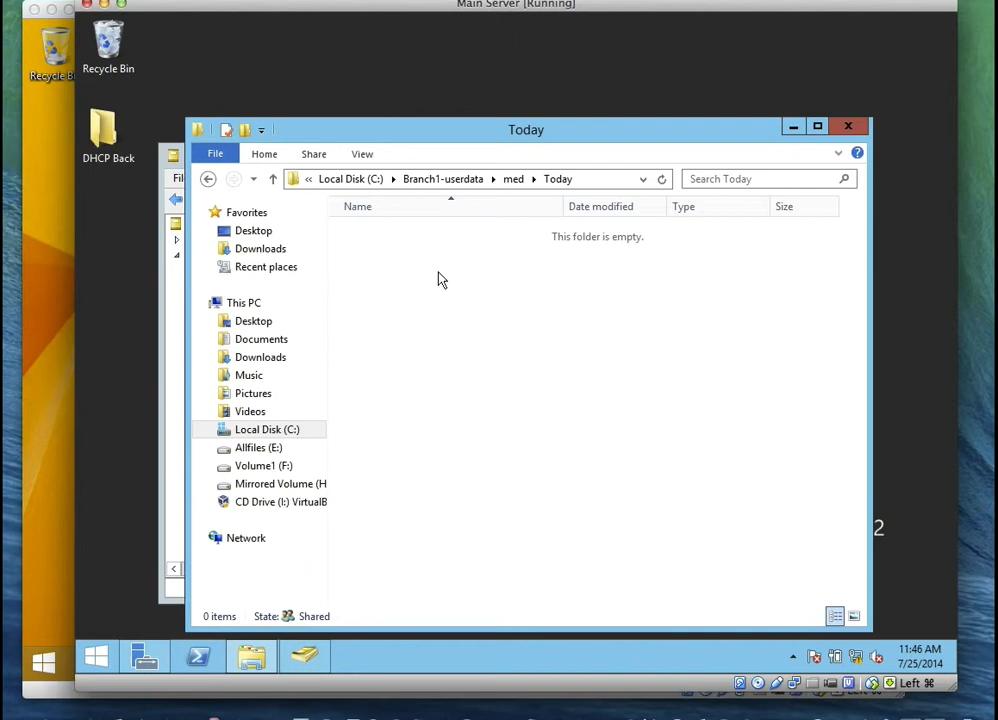 Main Server [Running]
Recycle B
Recycle Bin
DHCP Back
Today
File
Home
Share
View
Fil
« Local Disk (C:) Branch1-userdata med Today
Search Today
Name
Date modified
Type
Size
This folder is empty.
Favorites
Desktop
Downloads
Recent places
This PC
Desktop
Documents
Downloads
Music
Pictures
Videos
Local Disk (C:)
Allfiles (E:)
Volume1 (F:)
Mirrored Volume (H
CD Drive (I:) VirtualB
Network
2
0 items
State:
Shared
11:46 AM
7/25/2014
Left ⌘